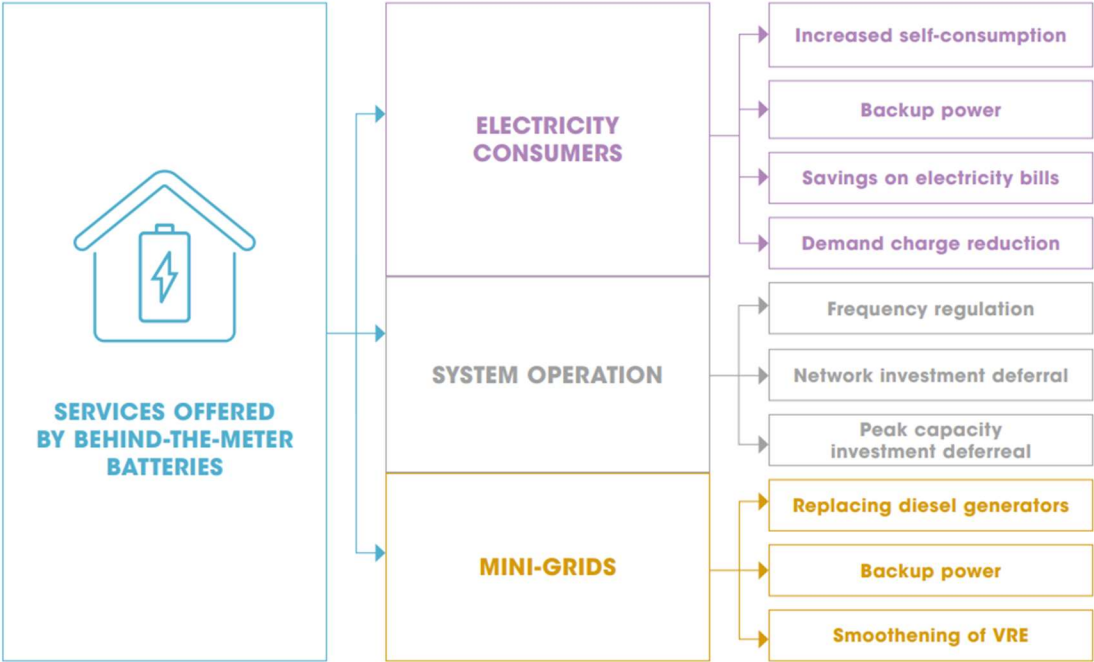 SERVICES OFFERED
BY BEHIND-THE-METER
BATTERIES
ELECTRICITY
CONSUMERS
Increased self-consumption
Backup power
Savings on electricity bills
Demand charge reduction
SYSTEM OPERATION
Frequency regulation
Network investment deferral
Peak capacity
investment deferreal
MINI-GRIDS
Replacing diesel generators
Backup power
Smoothening of VRE